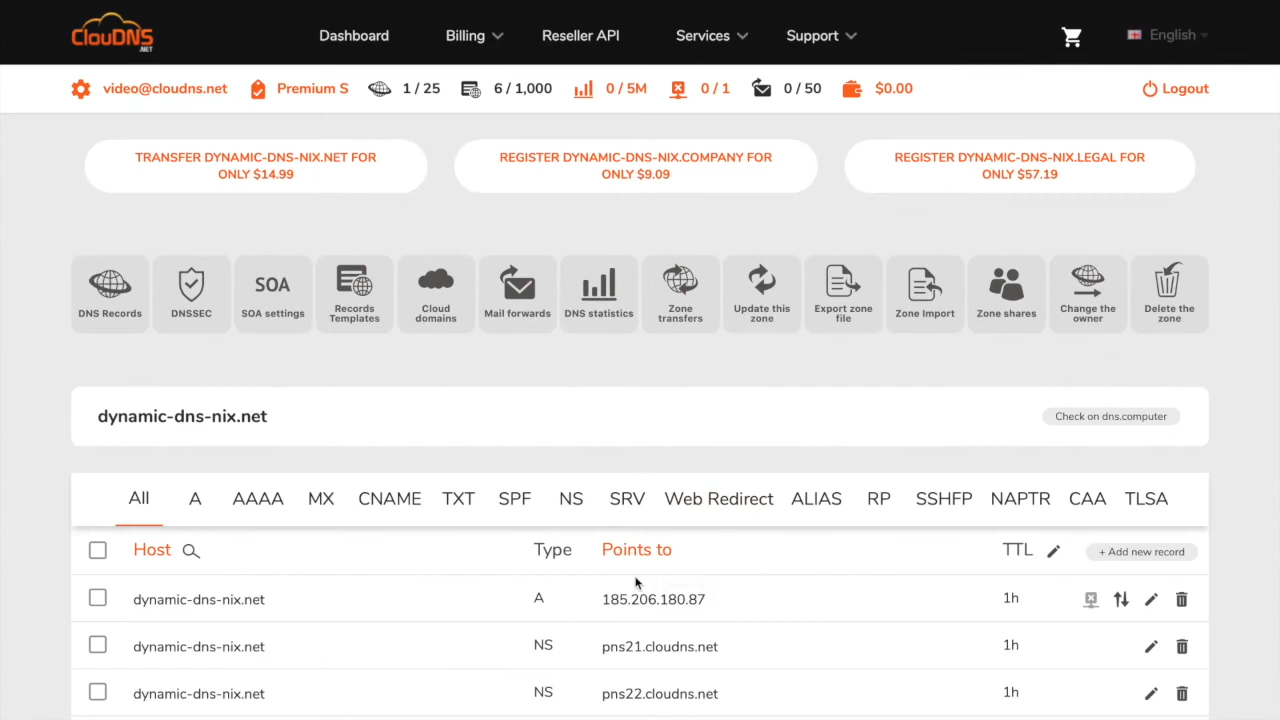 ClouDNS
.NET
Dashboard Billing Reseller API Services Support English
video@cloudns.net Premium S 1 / 25 6 / 1,000 0 / 5M 0 / 1 0 / 50 $0.00 Logout
TRANSFER DYNAMIC-DNS-NIX.NET FOR
ONLY $14.99
REGISTER DYNAMIC-DNS-NIX.COMPANY FOR
ONLY $9.09
REGISTER DYNAMIC-DNS-NIX.LEGAL FOR
ONLY $57.19
DNS Records
DNSSEC
SOA
SOA settings
Records
Templates
Cloud
domains
Mail forwards
DNS statistics
Zone
transfers
Update this
zone
Export zone
file
Zone Import
Zone shares
Change the
owner
Delete the
zone
dynamic-dns-nix.net Check on dns.computer
All A AAAA MX CNAME TXT SPF NS SRV Web Redirect ALIAS RP SSHFP NAPTR CAA TLSA
Host Type Points to TTL + Add new record
dynamic-dns-nix.net A 185.206.180.87 1h
dynamic-dns-nix.net NS pns21.cloudns.net 1h
dynamic-dns-nix.net NS pns22.cloudns.net 1h